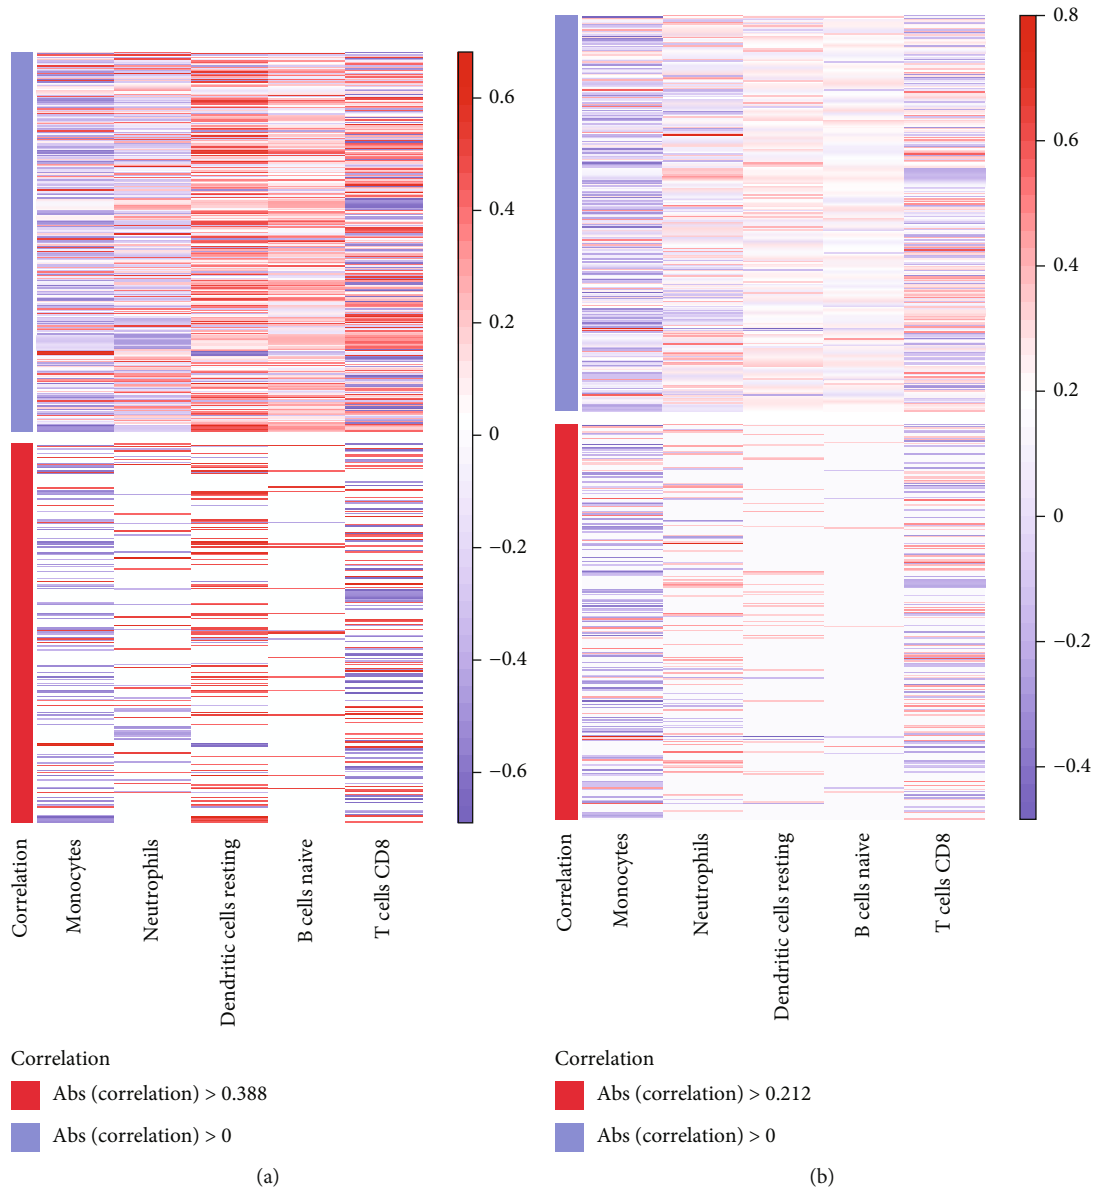 0.6
0.4
0.2
0
−0.2
−0.4
−0.6
Correlation
Monocytes
Neutrophils
Dendritic cells resting
B cells naive
T cells CD8
Correlation
Abs (correlation) > 0.388
Abs (correlation) > 0
(a)
0.8
0.6
0.4
0.2
0
−0.2
−0.4
Correlation
Monocytes
Neutrophils
Dendritic cells resting
B cells naive
T cells CD8
Correlation
Abs (correlation) > 0.212
Abs (correlation) > 0
(b)